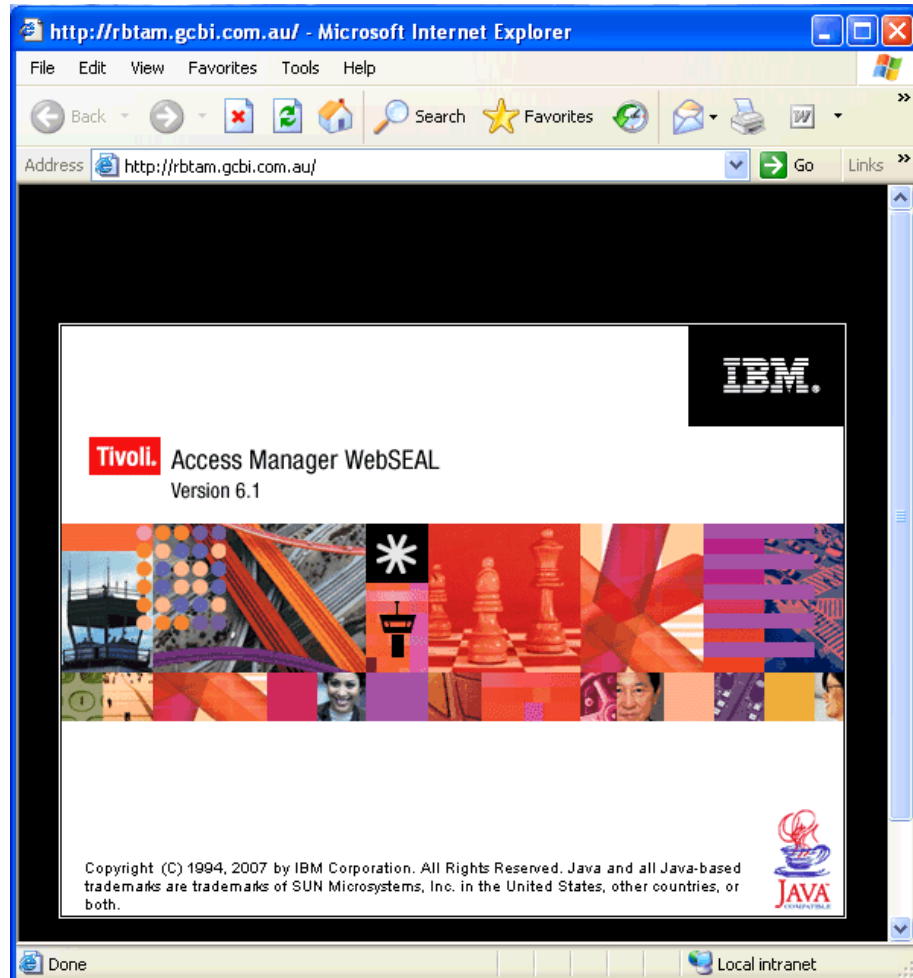 http://rbtam.gcbi.com.au/ - Microsoft Internet Explorer
File Edit View Favorites Tools Help
Back Search Favorites W »
Address http://rbtam.gcbi.com.au/ Go Links »
IBM.
Tivoli. Access Manager WebSEAL
Version 6.1
Copyright (C) 1994, 2007 by IBM Corporation. All Rights Reserved. Java and all Java-based
trademarks are trademarks of SUN Microsystems, Inc. in the United States, other countries, or
both.
JAVA
COMPATIBLE
Done Local intranet